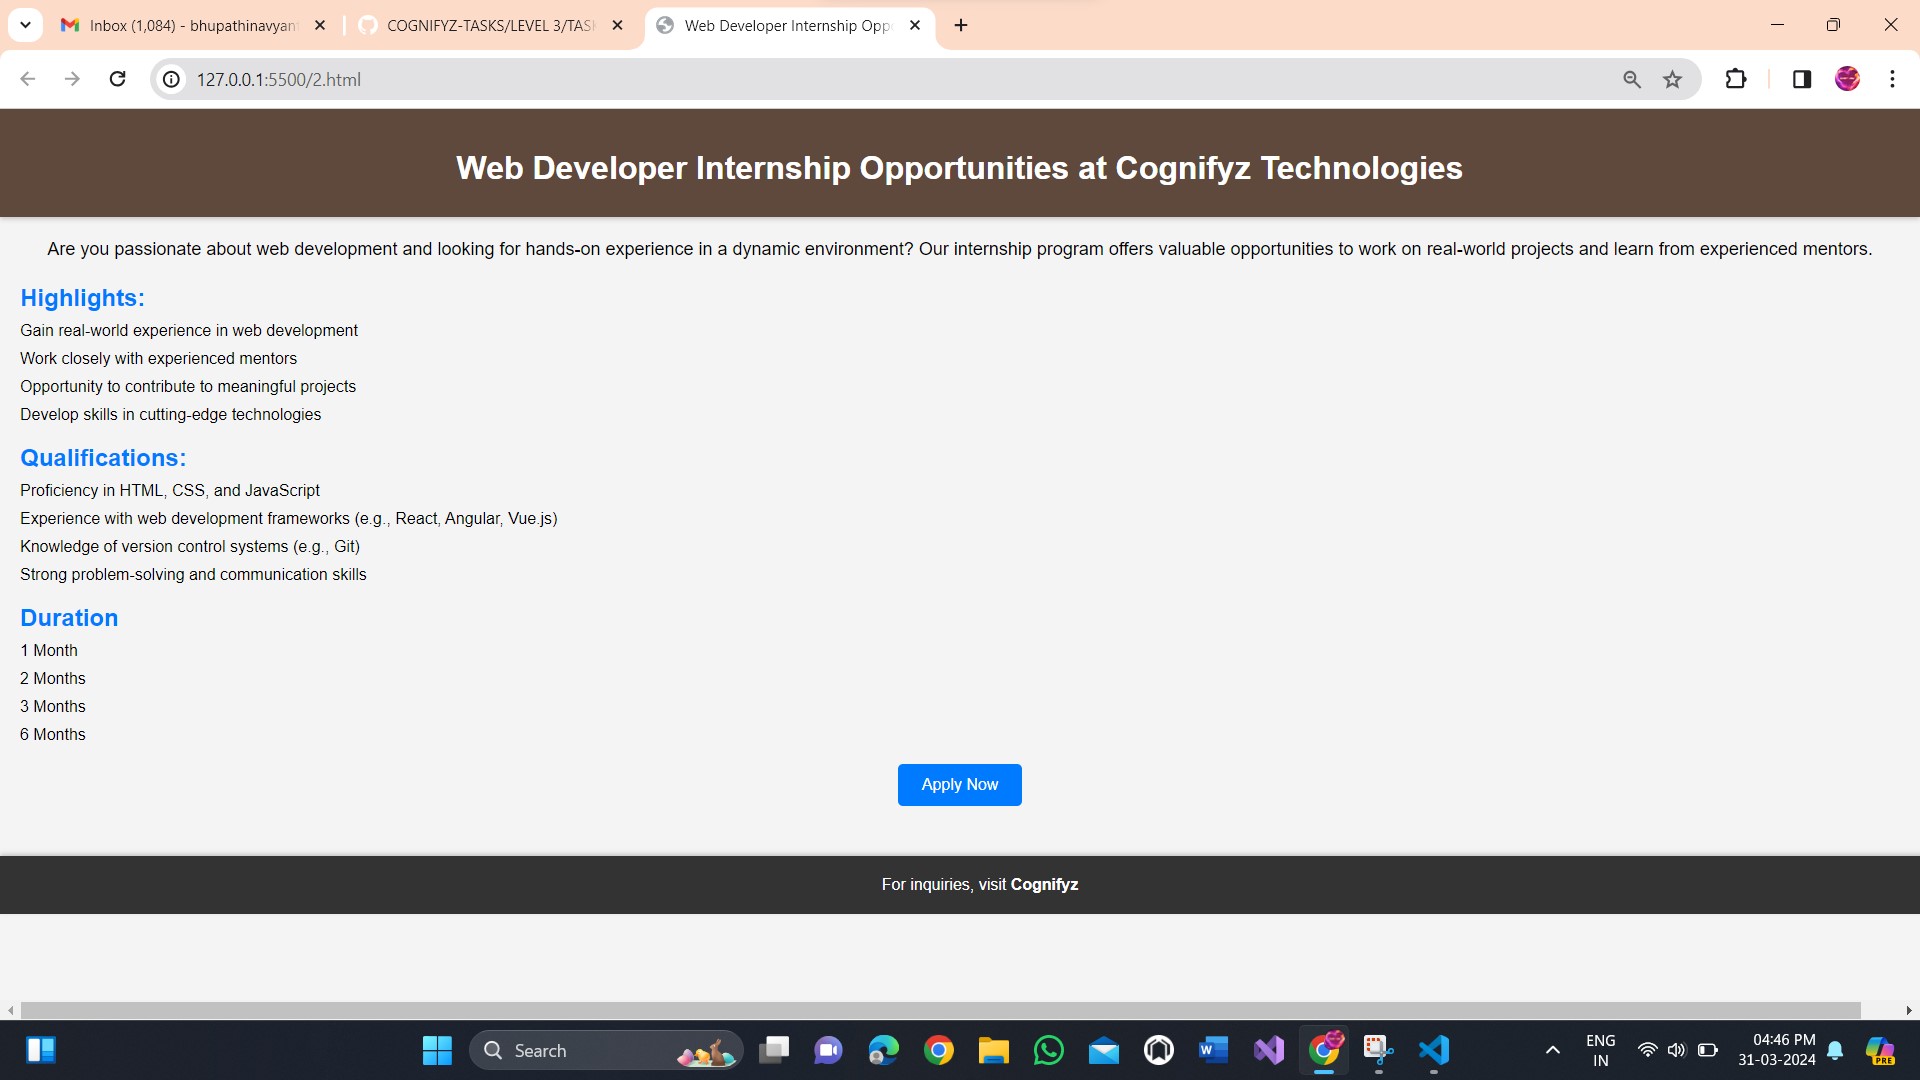 Inbox (1,084) - bhupathinavyan
COGNIFYZ-TASKS/LEVEL 3/TAS
Web Developer Internship Opp
127.0.0.1:5500/2.html
Web Developer Internship Opportunities at Cognifyz Technologies
Are you passionate about web development and looking for hands-on experience in a dynamic environment? Our internship program offers valuable opportunities to work on real-world projects and learn from experienced mentors.
Highlights:
Gain real-world experience in web development
Work closely with experienced mentors
Opportunity to contribute to meaningful projects
Develop skills in cutting-edge technologies
Qualifications:
Proficiency in HTML, CSS, and JavaScript
Experience with web development frameworks (e.g., React, Angular, Vue.js)
Knowledge of version control systems (e.g., Git)
Strong problem-solving and communication skills
Duration
1 Month
2 Months
3 Months
6 Months
Apply Now
For inquiries, visit Cognifyz
Search
ENG
IN
04:46 PM
31-03-2024
PRE